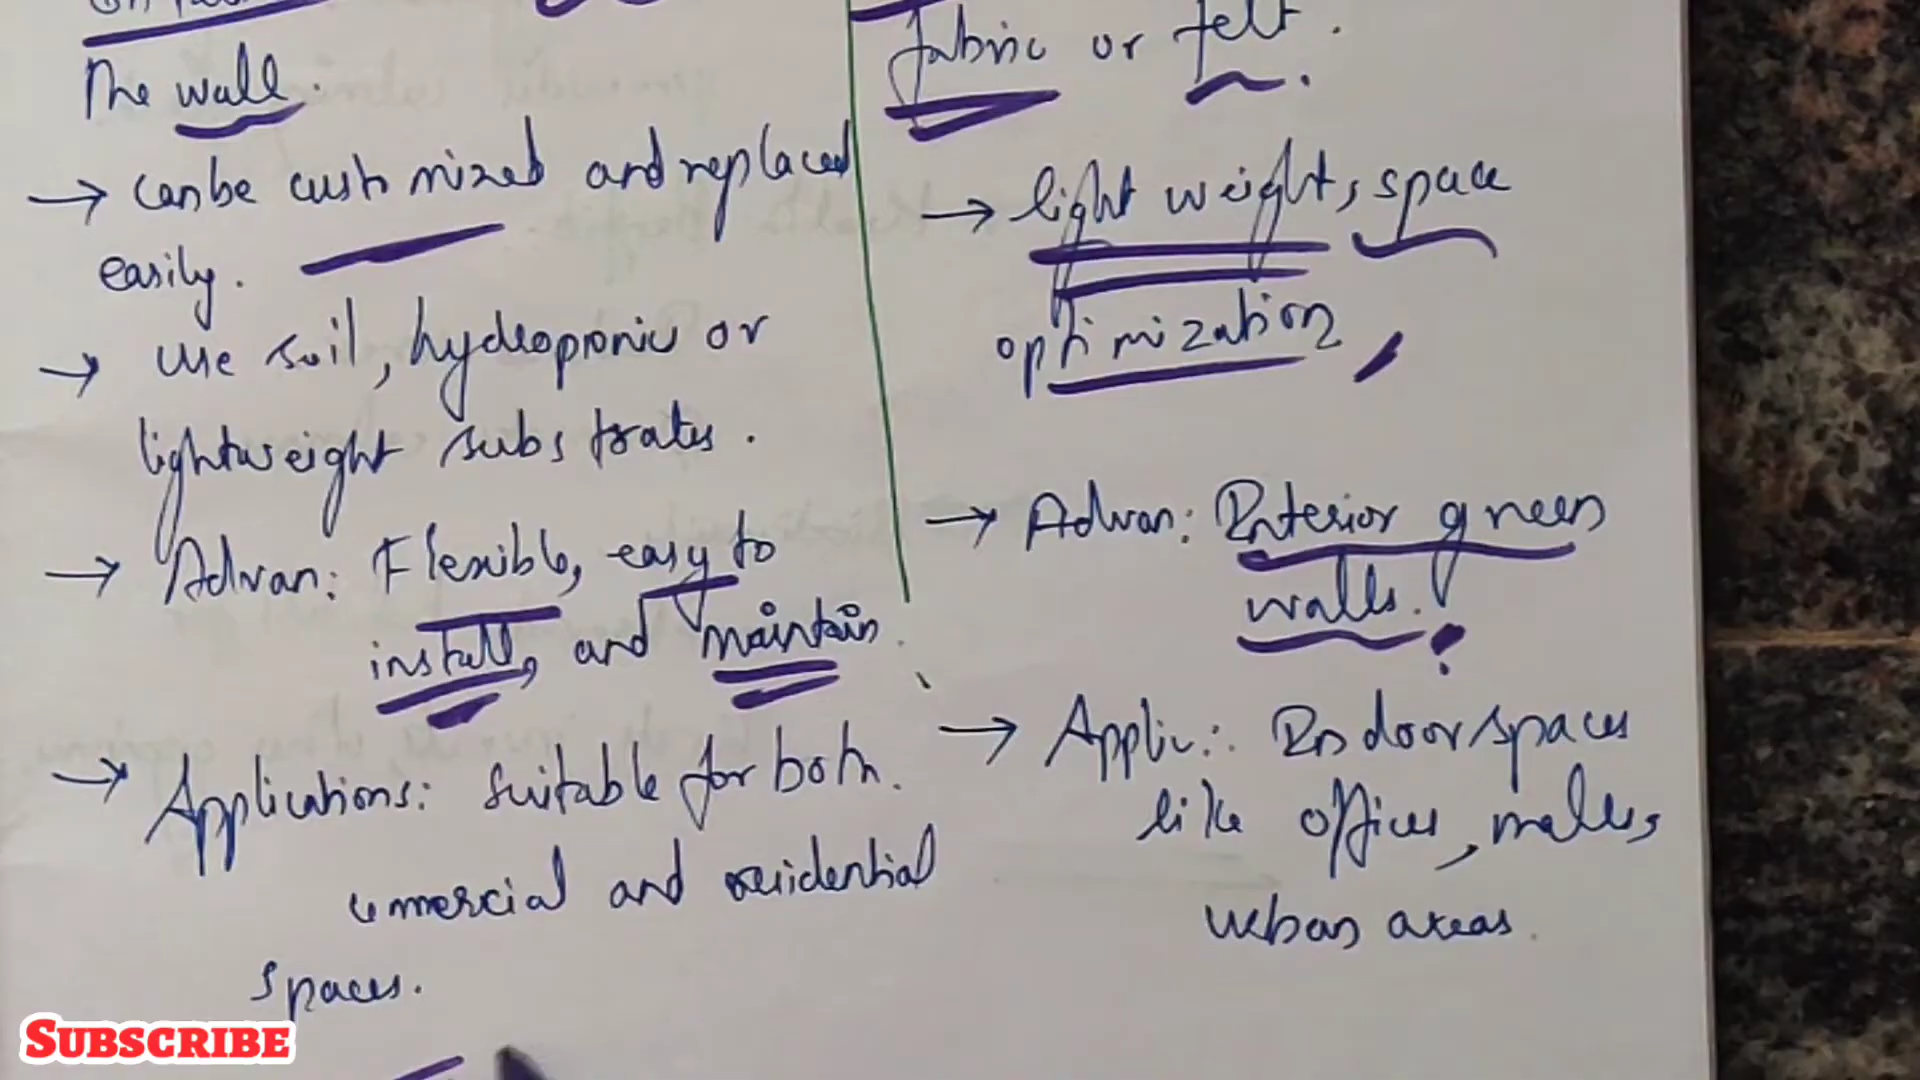 The wall.
→ can be customized and replaced
easily.
→ use soil, hydroponic or
lightweight substrates.
→ Advan: Flexible, easy to
install, and maintain.
→ Applications: suitable for both
commercial and residential
spaces.
fabric or felt.
→ light weight, space
optimization
→ Advan: Interior green
walls.
→ Applic.: Indoor spaces
like offices, malls,
urban areas.
SUBSCRIBE